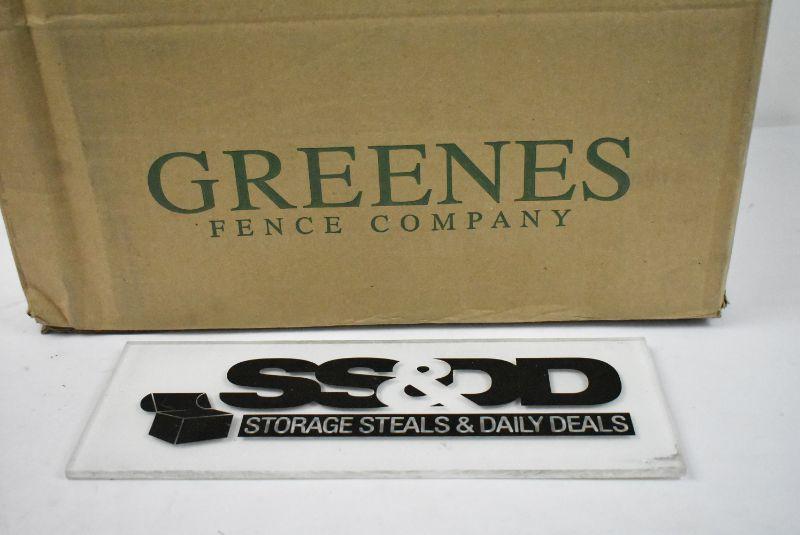 GREENES
FENCE COMPANY
SS&DD
STORAGE STEALS & DAILY DEALS